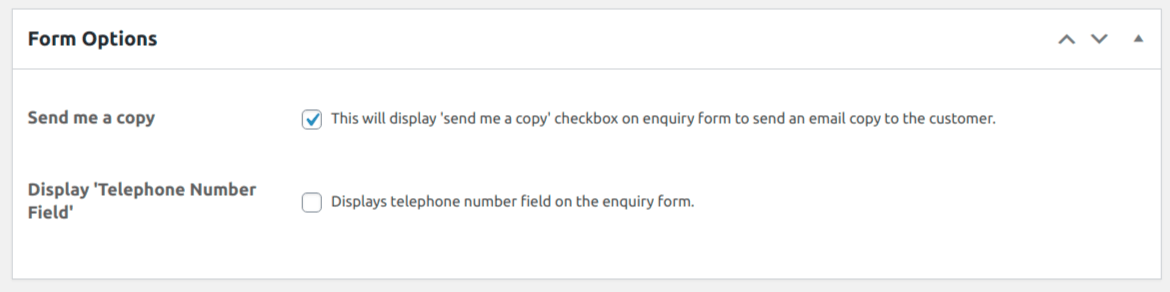 Form Options
Send me a copy
This will display 'send me a copy' checkbox on enquiry form to send an email copy to the customer.
Display 'Telephone Number
Field'
Displays telephone number field on the enquiry form.